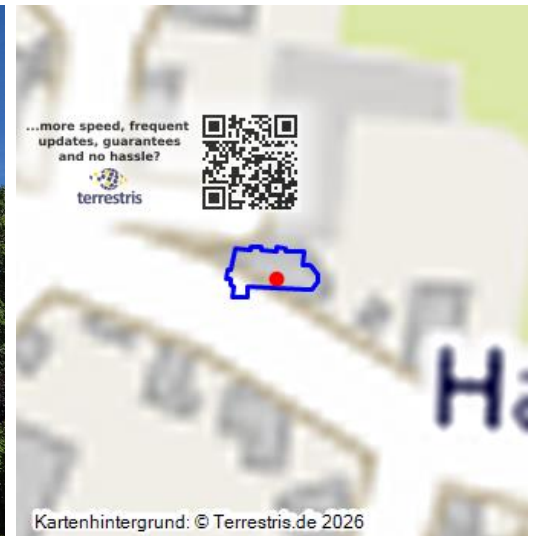 ...more speed, frequent
updates, guarantees
and no hassle?
terrestris
Ha
Kartenhintergrund: © Terrestris.de 2026